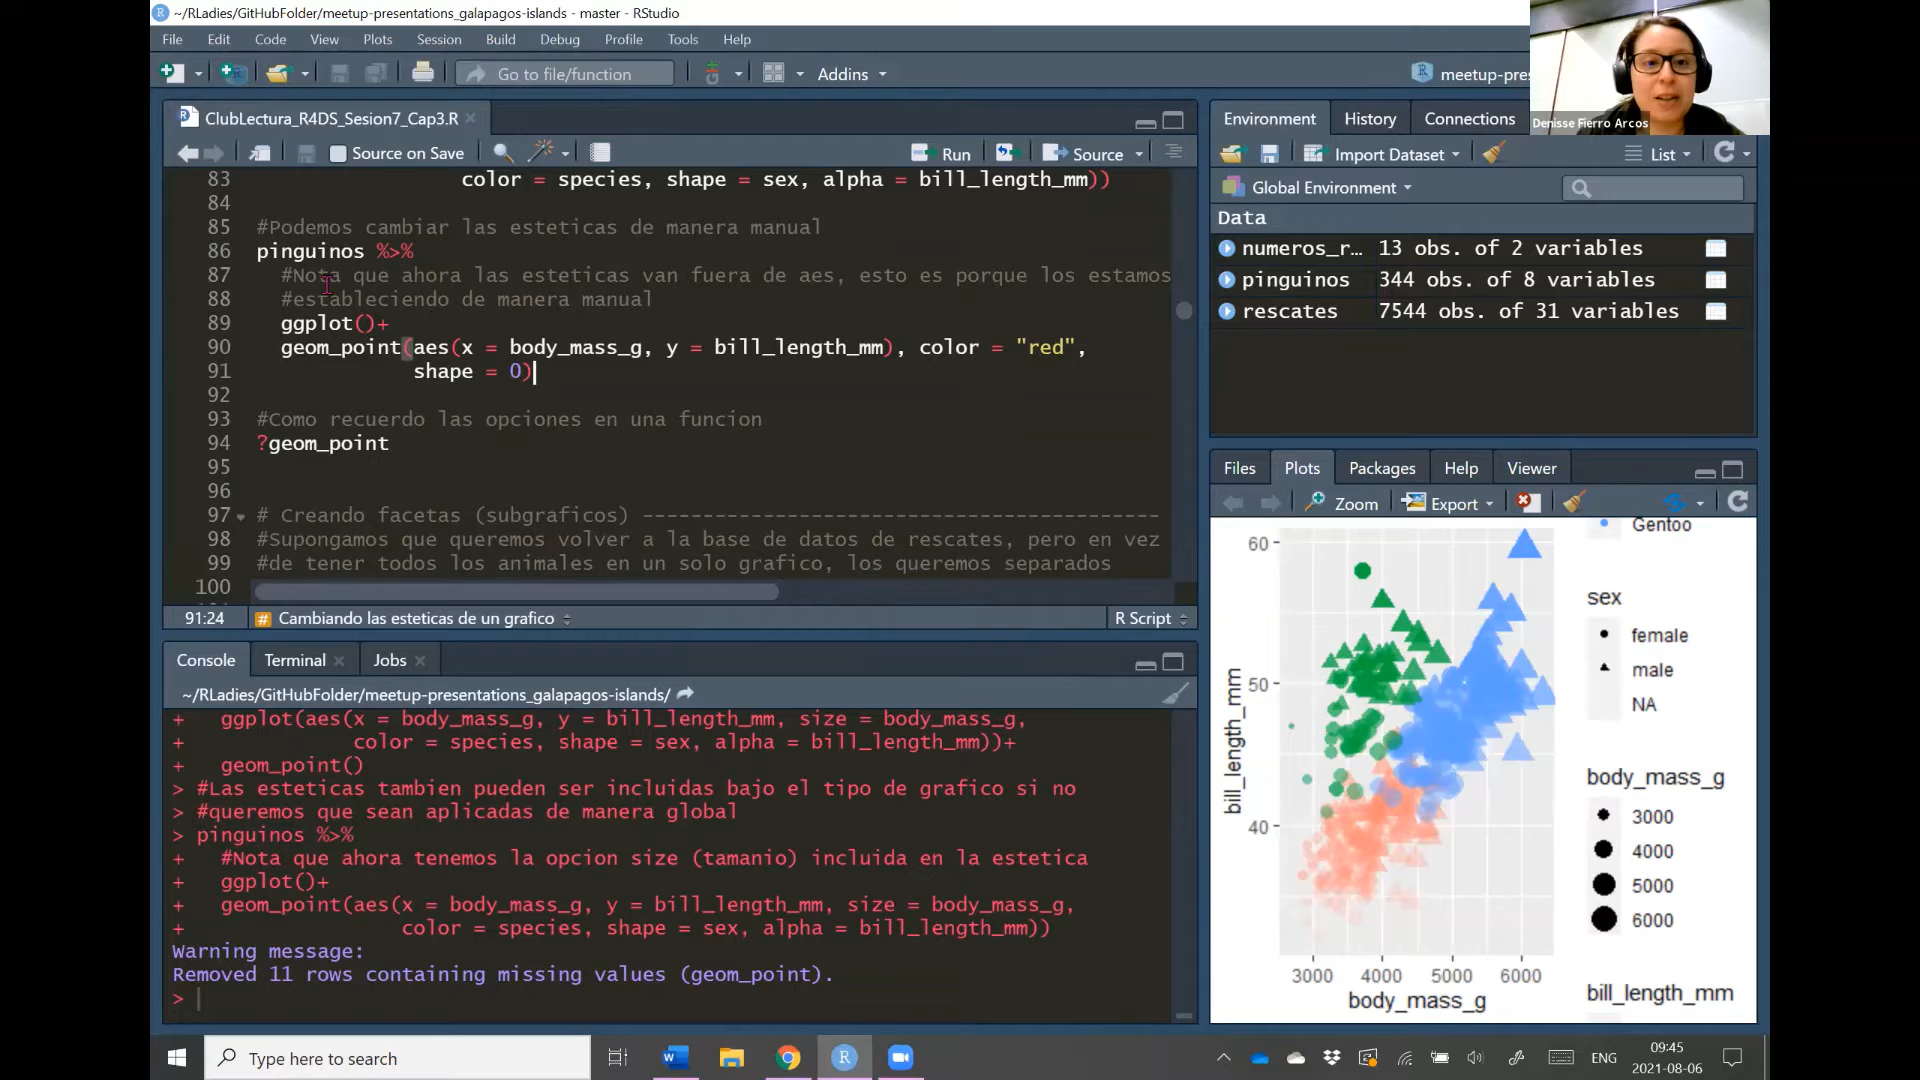 ~/RLadies/GitHubFolder/meetup-presentations_galapagos-islands - master - RStudio
File Edit Code View Plots Session Build Debug Profile Tools Help
Go to file/function Addins meetup-pres
Denisse Fierro Arcos
ClubLectura_R4DS_Sesion7_Cap3.R
Source on Save Run Source
83 color = species, shape = sex, alpha = bill_length_mm))
84
85 #Podemos cambiar las esteticas de manera manual
86 pinguinos %>%
87 #Nota que ahora las esteticas van fuera de aes, esto es porque los estamos
88 #estableciendo de manera manual
89 ggplot()+
90 geom_point(aes(x = body_mass_g, y = bill_length_mm), color = "red",
91 shape = 0)
92
93 #Como recuerdo las opciones en una funcion
94 ?geom_point
95
96
97 # Creando facetas (subgraficos) -------------------------------------------
98 #Supongamos que queremos volver a la base de datos de rescates, pero en vez
99 #de tener todos los animales en un solo grafico, los queremos separados
100
91:24 # Cambiando las esteticas de un grafico R Script
Console Terminal Jobs
~/RLadies/GitHubFolder/meetup-presentations_galapagos-islands/
+ ggplot(aes(x = body_mass_g, y = bill_length_mm, size = body_mass_g,
+ color = species, shape = sex, alpha = bill_length_mm))+
+ geom_point()
> #Las esteticas tambien pueden ser incluidas bajo el tipo de grafico si no
> #queremos que sean aplicadas de manera global
> pinguinos %>%
+ #Nota que ahora tenemos la opcion size (tamanio) incluida en la estetica
+ ggplot()+
+ geom_point(aes(x = body_mass_g, y = bill_length_mm, size = body_mass_g,
+ color = species, shape = sex, alpha = bill_length_mm))
Warning message:
Removed 11 rows containing missing values (geom_point).
>
Environment History Connections
Import Dataset List
Global Environment
Data
numeros_r... 13 obs. of 2 variables
pinguinos 344 obs. of 8 variables
rescates 7544 obs. of 31 variables
Files Plots Packages Help Viewer
Zoom Export
Gentoo
sex
female
male
NA
body_mass_g
3000
4000
5000
6000
bill_length_mm
60
50
40
bill_length_mm
3000 4000 5000 6000
body_mass_g
Type here to search
ENG
09:45
2021-08-06